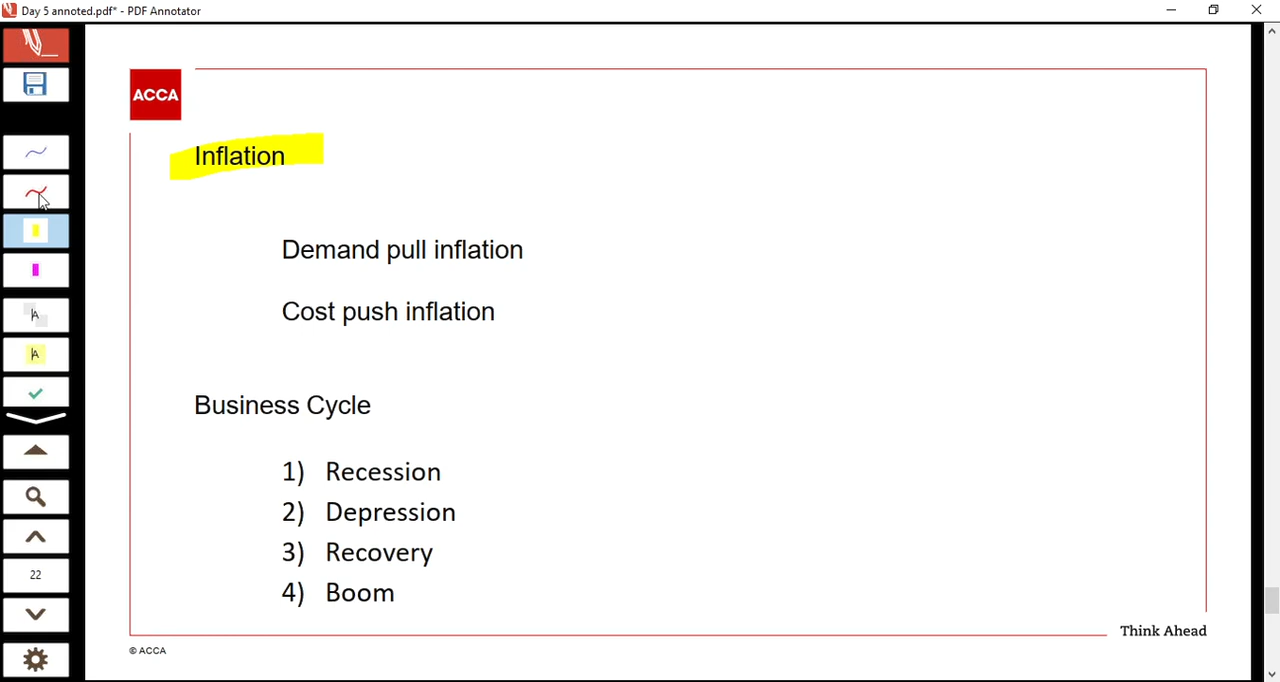 Day 5 annoted.pdf* - PDF Annotator
ACCA
Inflation
Demand pull inflation
Cost push inflation
Business Cycle
1) Recession
2) Depression
3) Recovery
4) Boom
22
Think Ahead
© ACCA